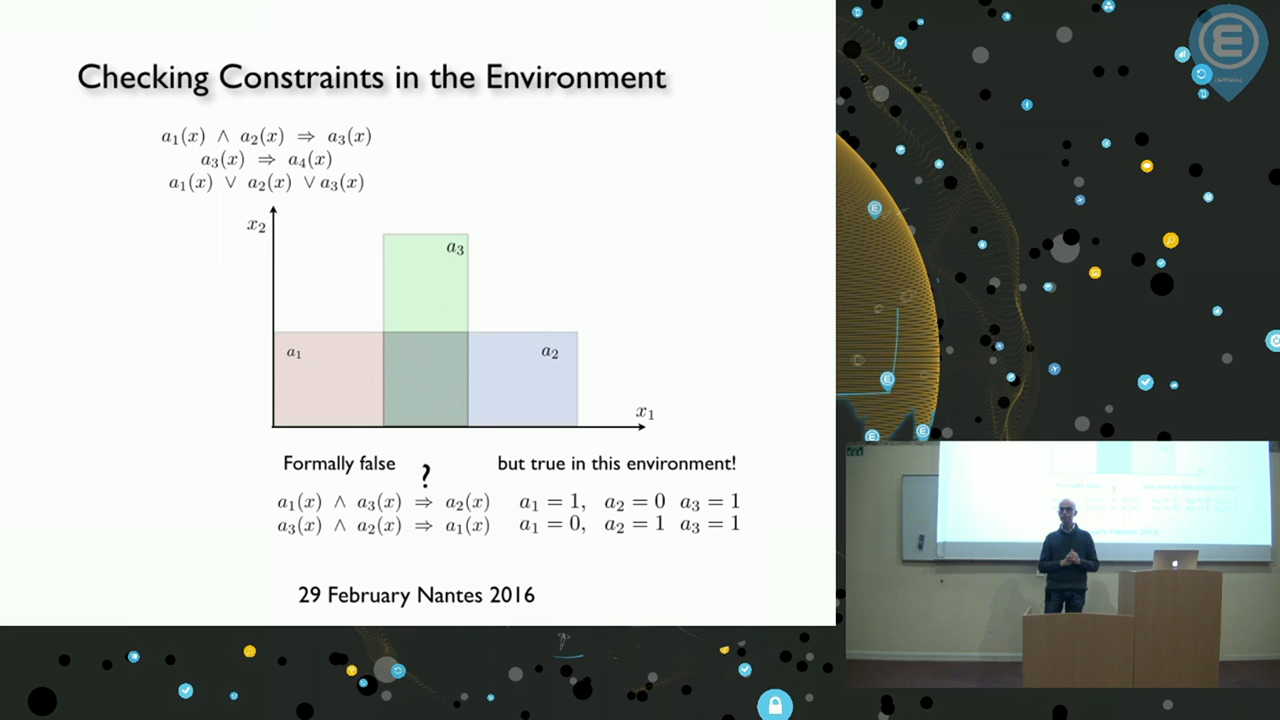 Checking Constraints in the Environment
a₁(x) ∧ a₂(x) ⇒ a₃(x)
a₃(x) ⇒ a₄(x)
a₁(x) ∨ a₂(x) ∨ a₃(x)
x₂
a₃
a₁
a₂
x₁
Formally false ? but true in this environment!
a₁(x) ∧ a₃(x) ⇒ a₂(x) a₁ = 1, a₂ = 0 a₃ = 1
a₃(x) ∧ a₂(x) ⇒ a₁(x) a₁ = 0, a₂ = 1 a₃ = 1
29 February Nantes 2016